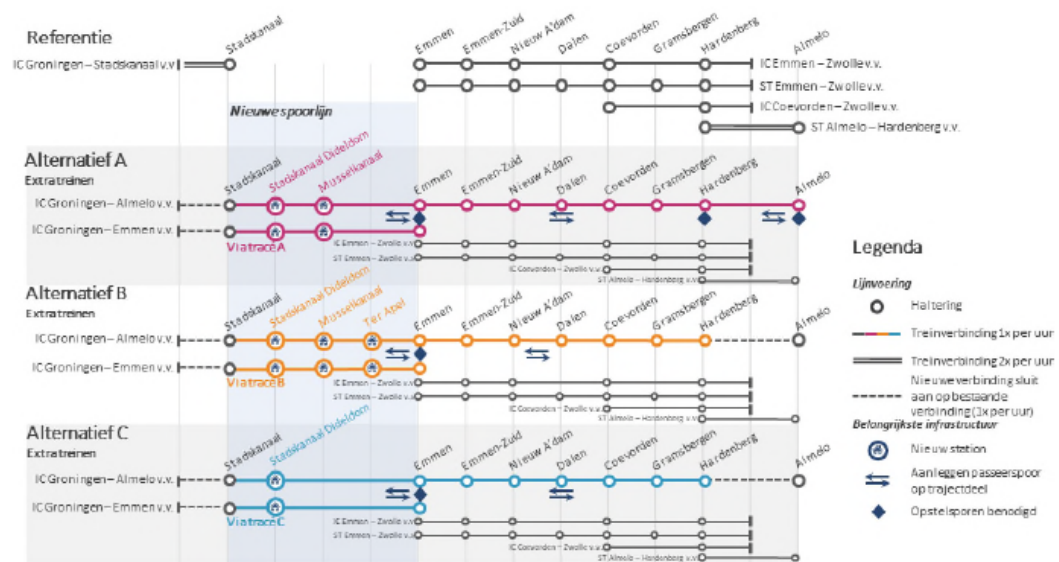 Referentie
Stadskanaal
Emmen
Emmen-Zuid
Nieuw A'dam
Dalen
Coevorden
Gramsbergen
Hardenberg
Almelo
IC Groningen – Stadskanaal v.v.
IC Emmen – Zwolle v.v.
ST Emmen – Zwolle v.v.
IC Coevorden – Zwolle v.v.
ST Almelo – Hardenberg v.v.
Nieuwe spoorlijn
Alternatief A
Extra treinen
Stadskanaal
Stadskanaal Dideldom
Musselkanaal
Emmen
Emmen-Zuid
Nieuw A'dam
Dalen
Coevorden
Gramsbergen
Hardenberg
Almelo
IC Groningen – Almelo v.v.
IC Groningen – Emmen v.v.
Via tracé A
IC Emmen – Zwolle v.v.
ST Emmen – Zwolle v.v.
IC Coevorden – Zwolle v.v.
ST Almelo – Hardenberg v.v.
Alternatief B
Extra treinen
Stadskanaal
Stadskanaal Dideldom
Musselkanaal
Ter Apel
Emmen
Emmen-Zuid
Nieuw A'dam
Dalen
Coevorden
Gramsbergen
Hardenberg
Almelo
IC Groningen – Almelo v.v.
IC Groningen – Emmen v.v.
Via tracé B
IC Emmen – Zwolle v.v.
ST Emmen – Zwolle v.v.
IC Coevorden – Zwolle v.v.
ST Almelo – Hardenberg v.v.
Alternatief C
Extra treinen
Stadskanaal
Stadskanaal Dideldom
Emmen
Emmen-Zuid
Nieuw A'dam
Dalen
Coevorden
Gramsbergen
Hardenberg
Almelo
IC Groningen – Almelo v.v.
IC Groningen – Emmen v.v.
Via tracé C
IC Emmen – Zwolle v.v.
ST Emmen – Zwolle v.v.
IC Coevorden – Zwolle v.v.
ST Almelo – Hardenberg v.v.
Legenda
Lijnvoering
Haltering
Treinverbinding 1x per uur
Treinverbinding 2x per uur
Nieuwe verbinding sluit
aan op bestaande
verbinding (1x per uur)
Belangrijkste infrastructuur
Nieuw station
Aanleggen passeerspoor
op trajectdeel
Opstelsporen benodigd